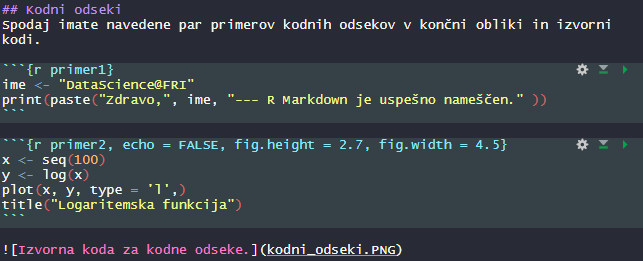 ## Kodni odseki
Spodaj imate navedene par primerov kodnih odsekov v končni obliki in izvorni
kodi.
```{r primer1}
ime <- "DataScience@FRI"
print(paste("Zdravo,", ime, "--- R Markdown je uspešno nameščen." ))
```
```{r primer2, echo = FALSE, fig.height = 2.7, fig.width = 4.5}
x <- seq(100)
y <- log(x)
plot(x, y, type = 'l',)
title("Logaritemska funkcija")
```
![Izvorna koda za kodne odseke.](kodni_odseki.PNG)